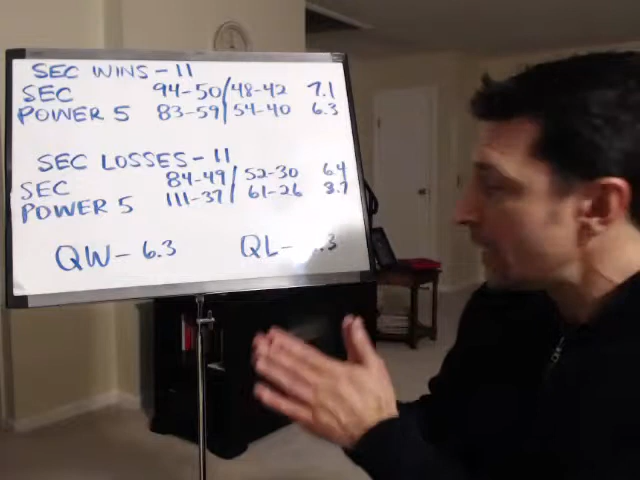 SEC WINS - 11
SEC 94-50/48-42 7.1
POWER 5 83-59/54-40 6.3
SEC LOSSES - 11
SEC 84-49/52-30 6.4
POWER 5 111-37/61-26 8.7
QW - 6.3 QL - .3